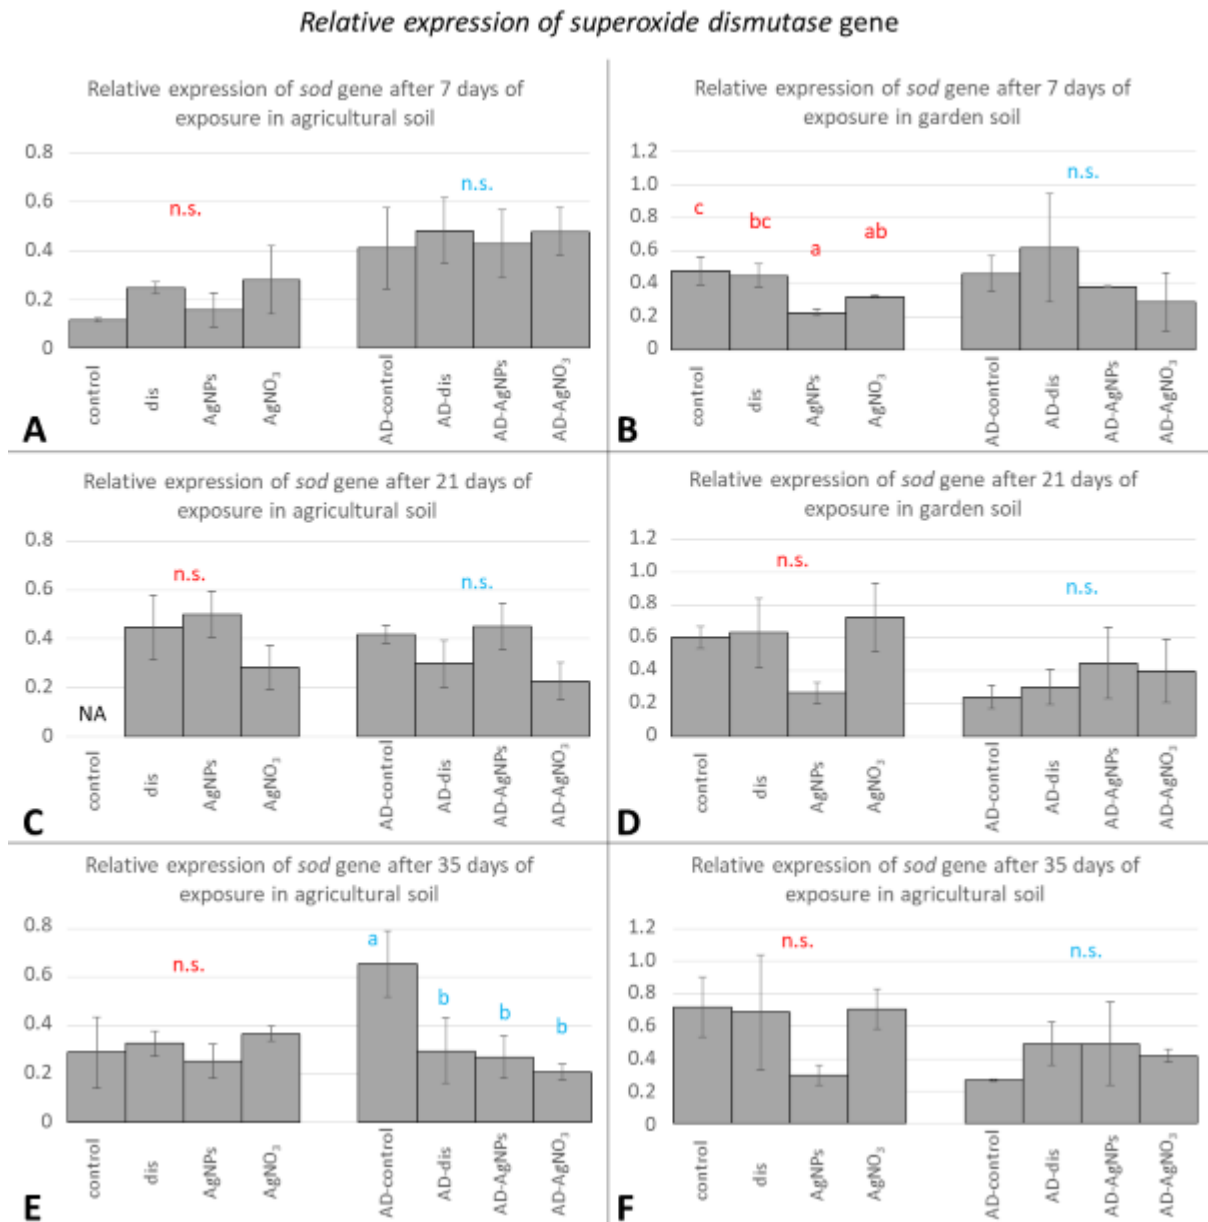 Relative expression of superoxide dismutase gene
Relative expression of sod gene after 7 days of
exposure in agricultural soil
0.8
0.6
0.4
0.2
0
n.s.
n.s.
control
dis
AgNPs
AgNO₃
AD-control
AD-dis
AD-AgNPs
AD-AgNO₃
A
Relative expression of sod gene after 7 days of
exposure in garden soil
1.2
1.0
0.8
0.6
0.4
0.2
0
c
bc
a
ab
n.s.
control
dis
AgNPs
AgNO₃
AD-control
AD-dis
AD-AgNPs
AD-AgNO₃
B
Relative expression of sod gene after 21 days of
exposure in agricultural soil
0.8
0.6
0.4
0.2
0
n.s.
n.s.
NA
control
dis
AgNPs
AgNO₃
AD-control
AD-dis
AD-AgNPs
AD-AgNO₃
C
Relative expression of sod gene after 21 days of
exposure in garden soil
1.2
1.0
0.8
0.6
0.4
0.2
0
n.s.
n.s.
control
dis
AgNPs
AgNO₃
AD-control
AD-dis
AD-AgNPs
AD-AgNO₃
D
Relative expression of sod gene after 35 days of
exposure in agricultural soil
0.8
0.6
0.4
0.2
0
n.s.
a
b
b
b
control
dis
AgNPs
AgNO₃
AD-control
AD-dis
AD-AgNPs
AD-AgNO₃
E
Relative expression of sod gene after 35 days of
exposure in agricultural soil
1.2
1.0
0.8
0.6
0.4
0.2
0
n.s.
n.s.
control
dis
AgNPs
AgNO₃
AD-control
AD-dis
AD-AgNPs
AD-AgNO₃
F